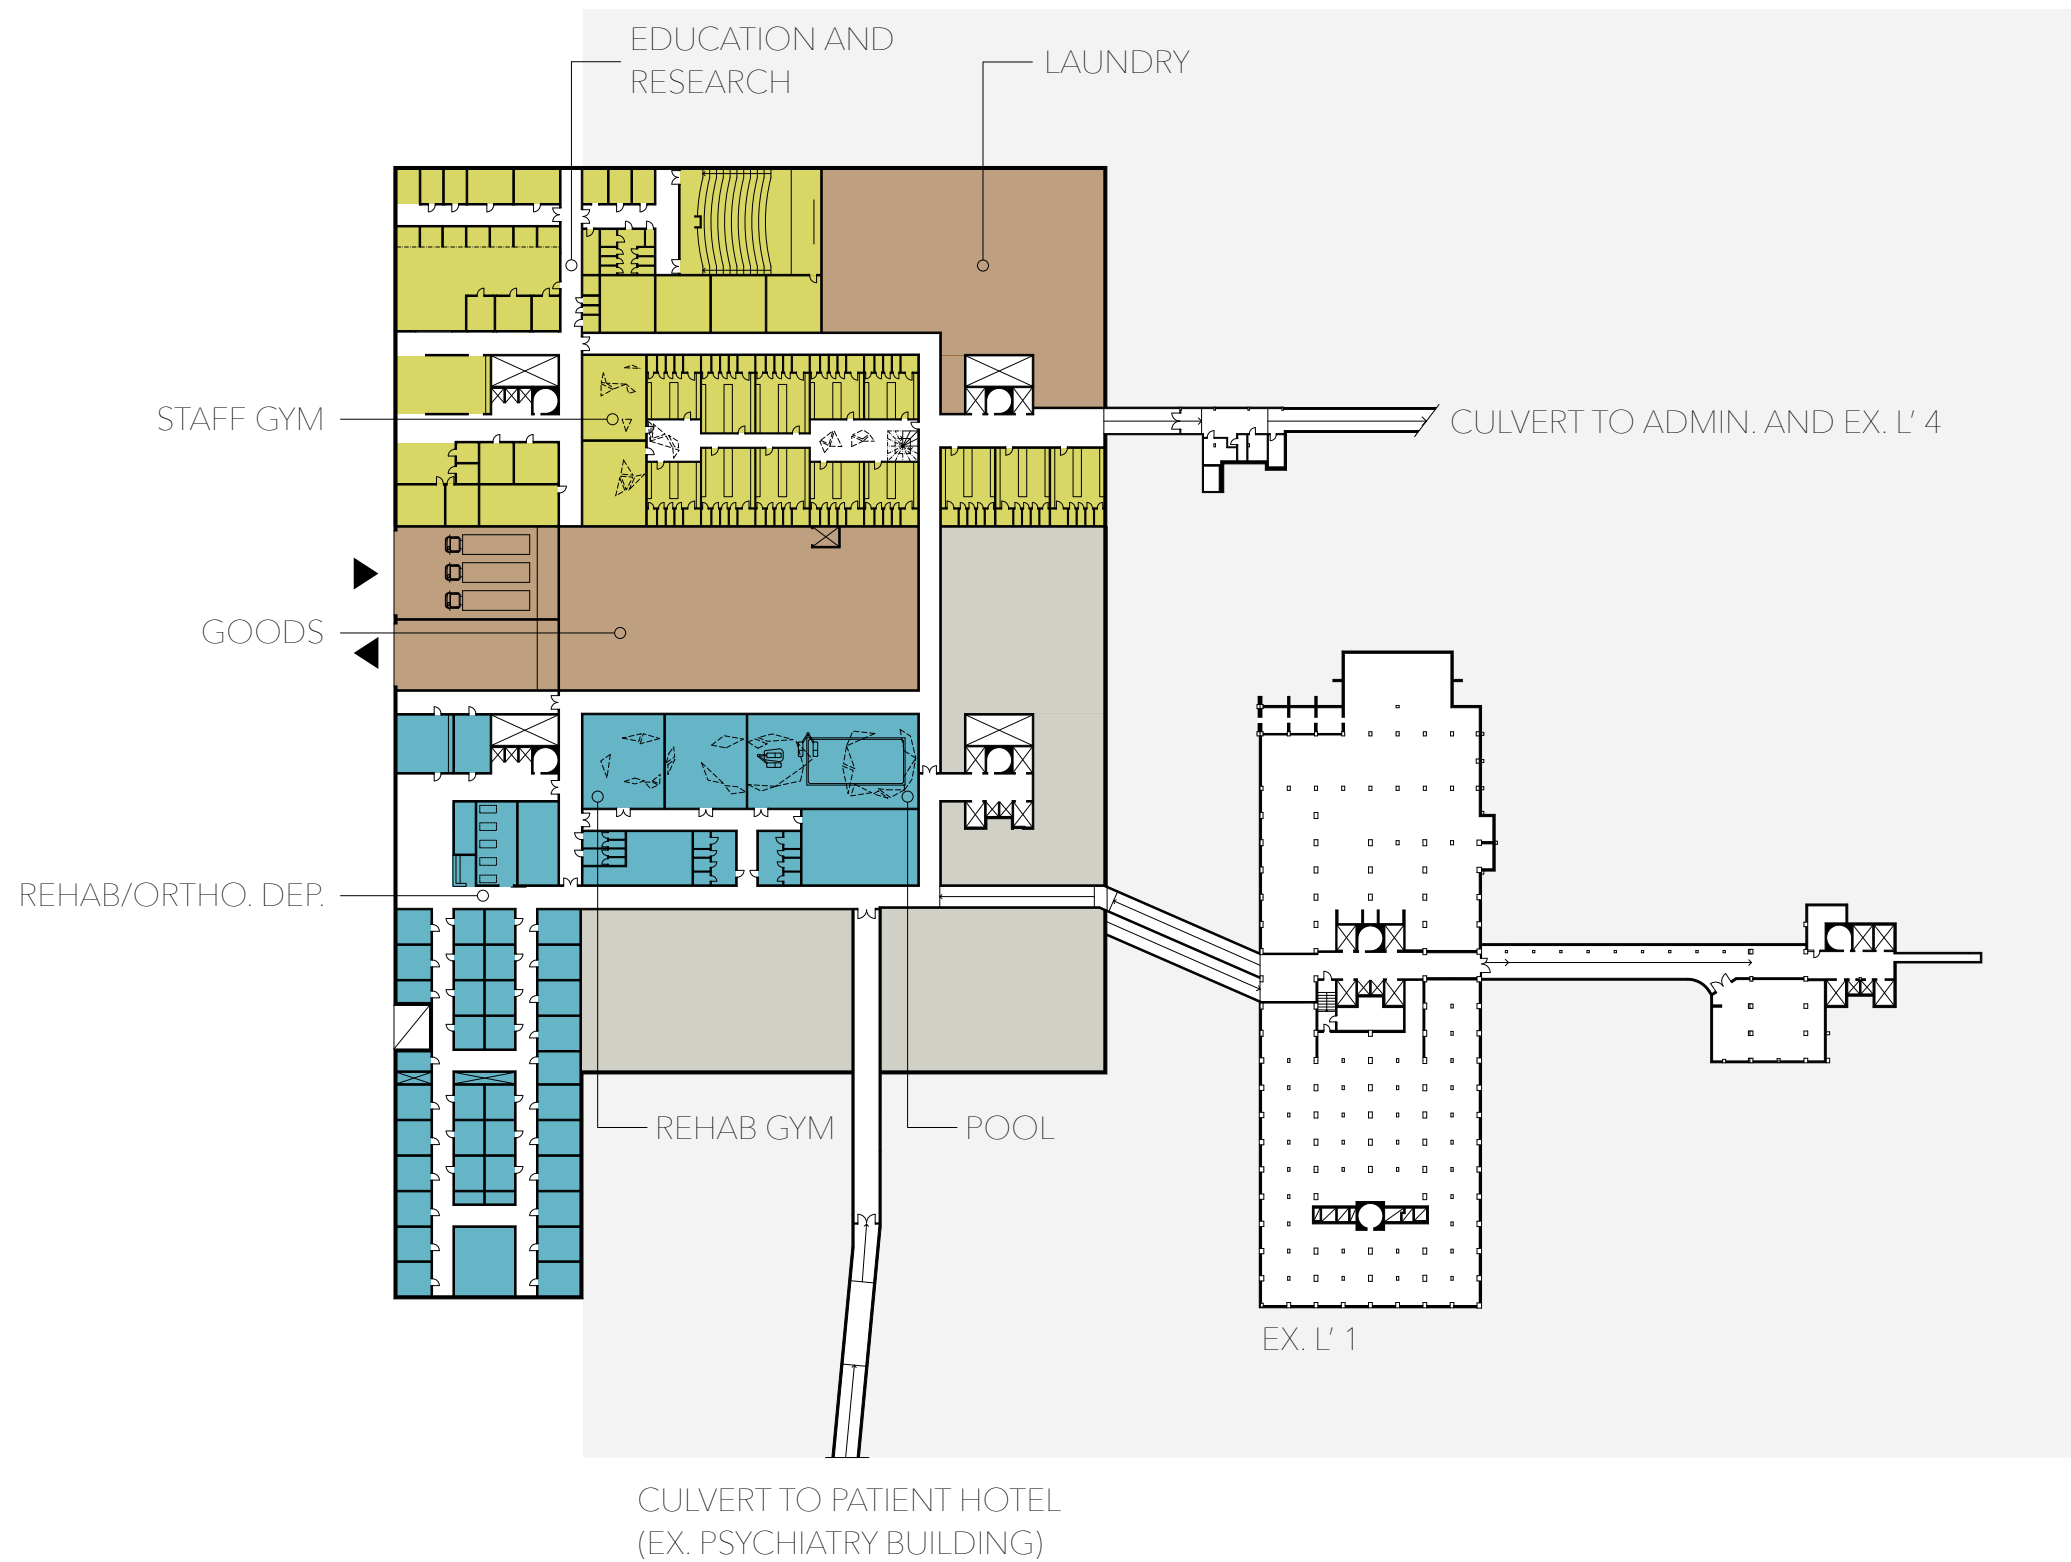 EDUCATION AND
RESEARCH
LAUNDRY
STAFF GYM
CULVERT TO ADMIN. AND EX. L' 4
GOODS
REHAB/ORTHO. DEP.
REHAB GYM
POOL
EX. L' 1
CULVERT TO PATIENT HOTEL
(EX. PSYCHIATRY BUILDING)